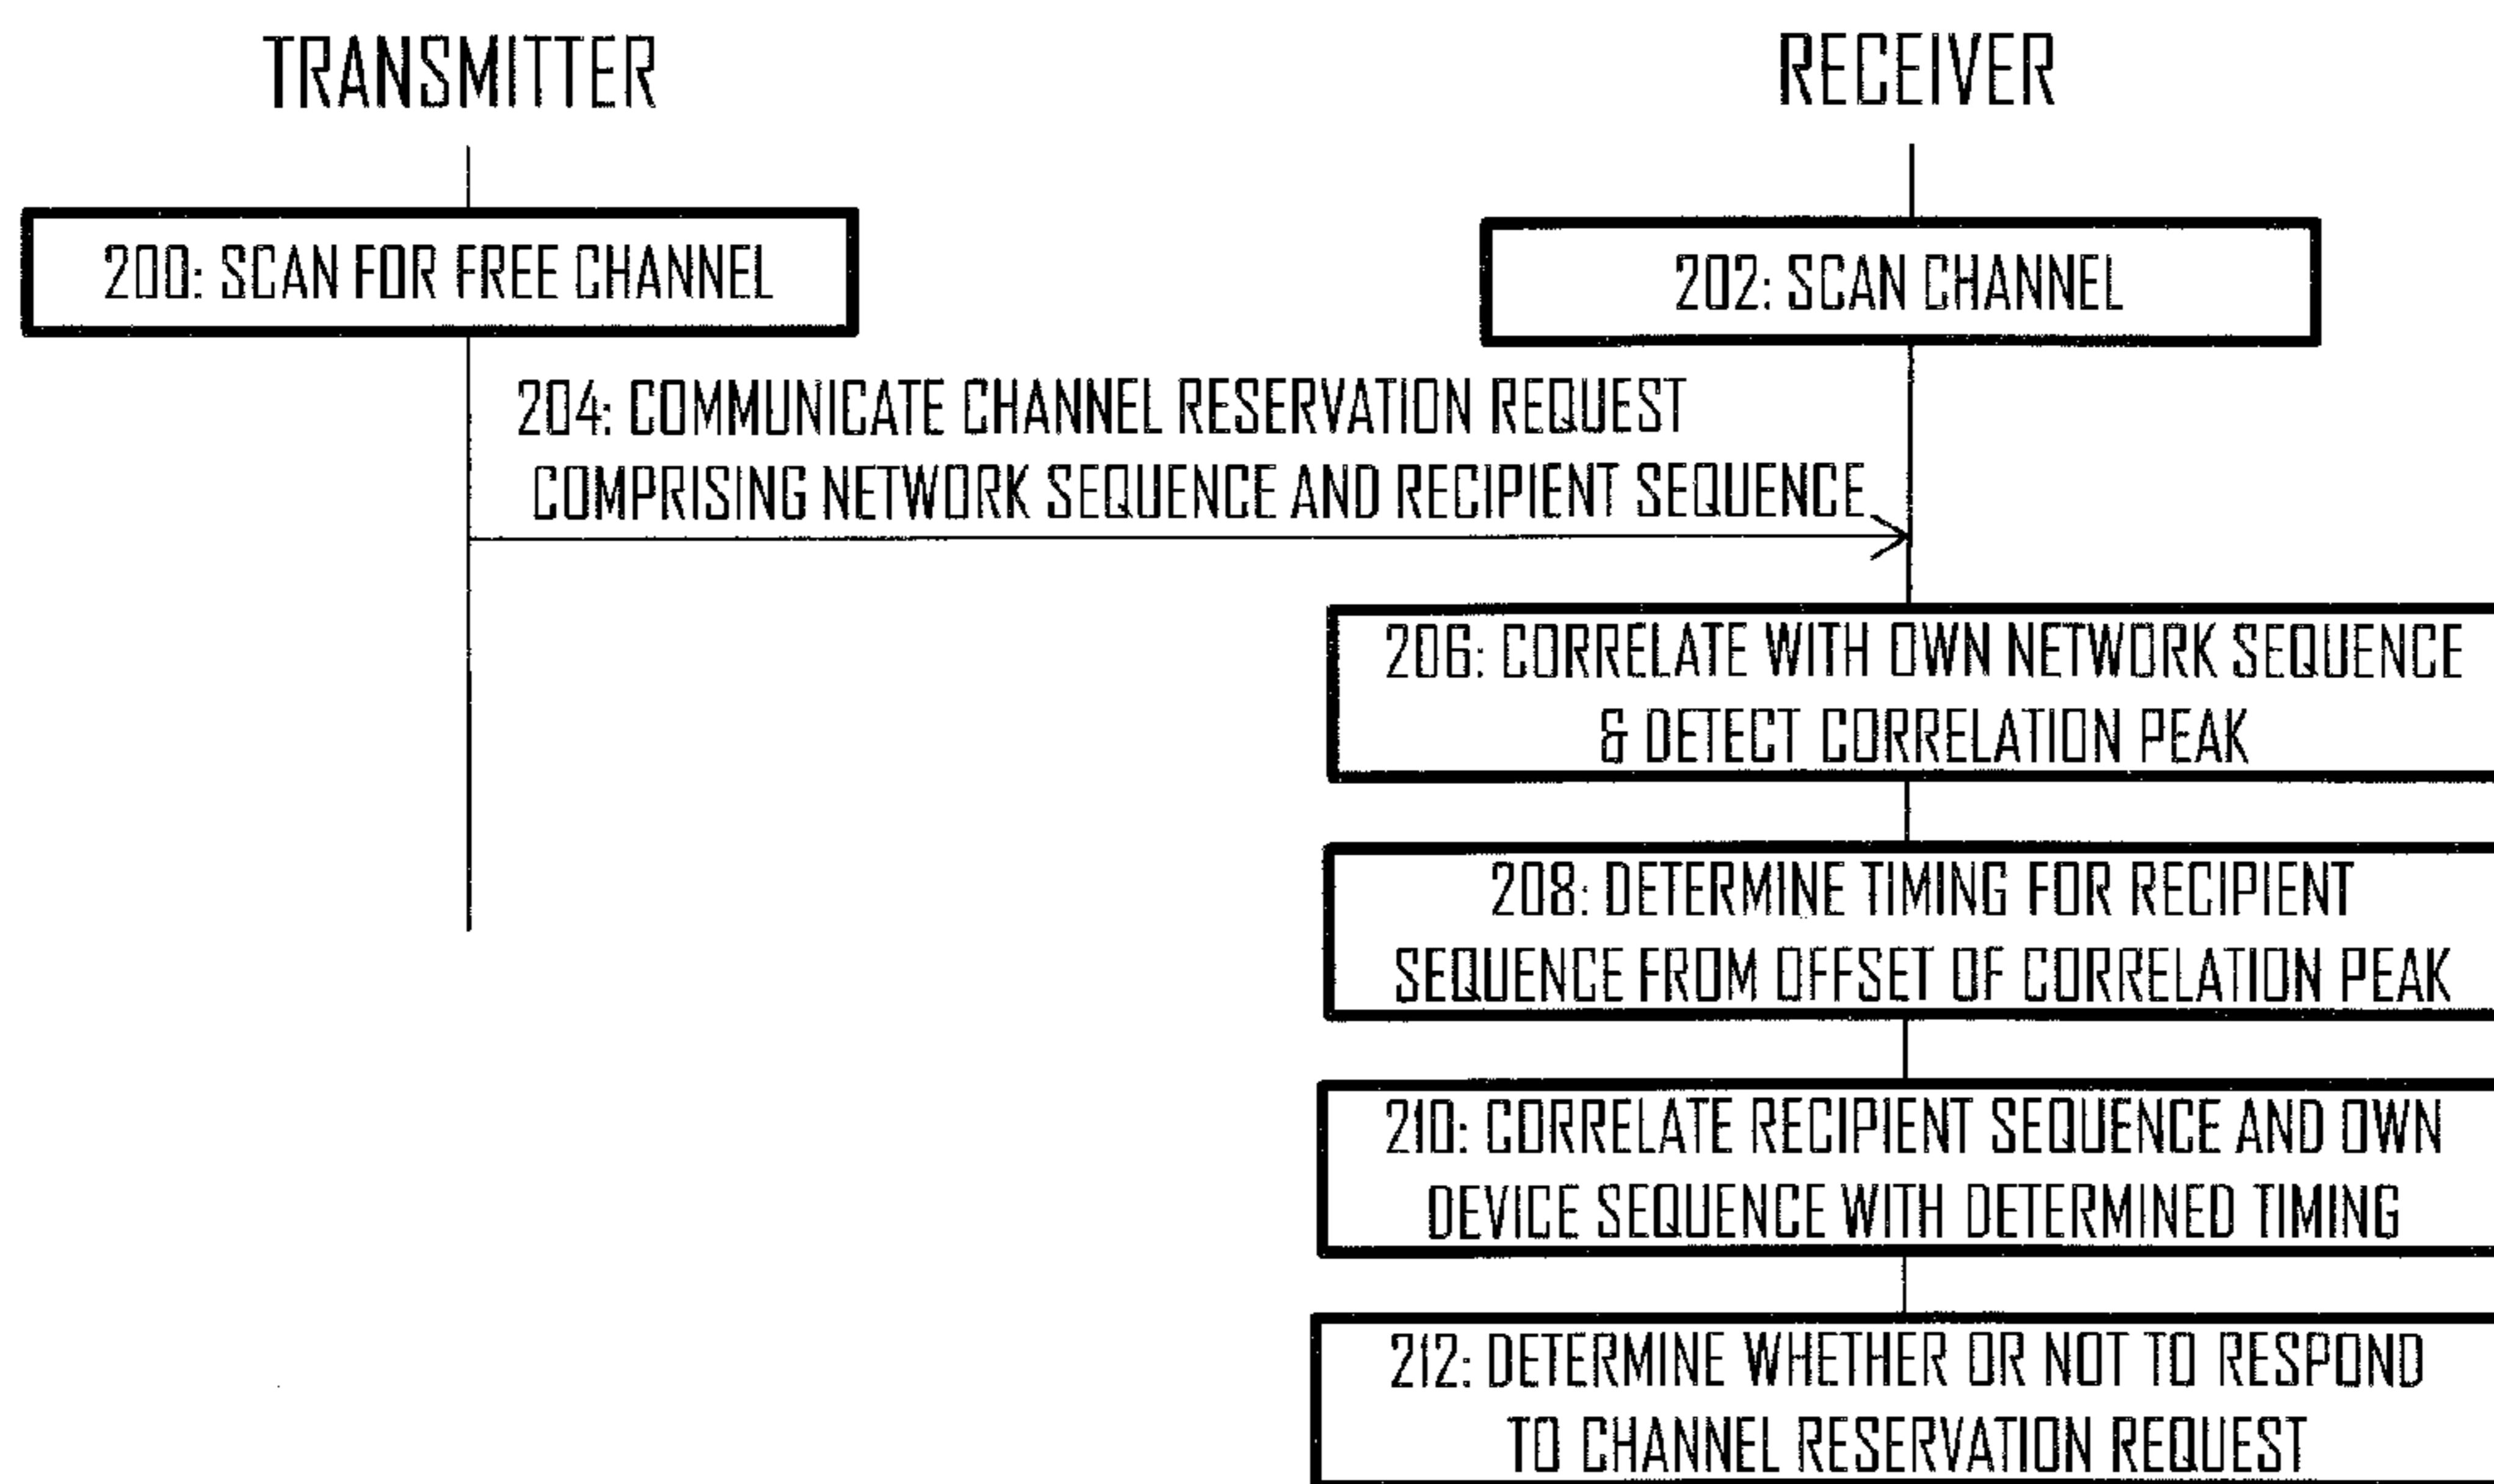 TRANSMITTER
RECEIVER
200: SCAN FOR FREE CHANNEL
202: SCAN CHANNEL
204: COMMUNICATE CHANNEL RESERVATION REQUEST
COMPRISING NETWORK SEQUENCE AND RECIPIENT SEQUENCE
206: CORRELATE WITH OWN NETWORK SEQUENCE
& DETECT CORRELATION PEAK
208: DETERMINE TIMING FOR RECIPIENT
SEQUENCE FROM OFFSET OF CORRELATION PEAK
210: CORRELATE RECIPIENT SEQUENCE AND OWN
DEVICE SEQUENCE WITH DETERMINED TIMING
212: DETERMINE WHETHER OR NOT TO RESPOND
TO CHANNEL RESERVATION REQUEST